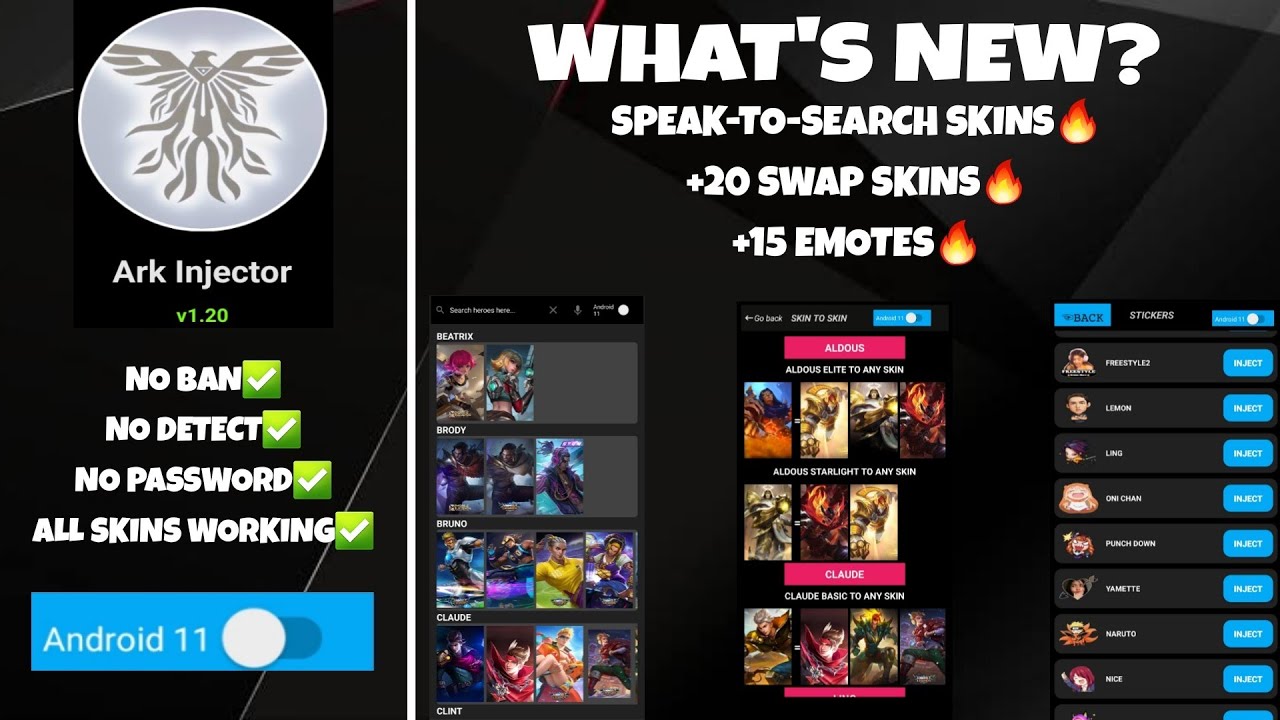 Ark Injector
v1.20
NO BAN✅
NO DETECT✅
NO PASSWORD✅
ALL SKINS WORKING✅
Android 11
WHAT'S NEW?
SPEAK-TO-SEARCH SKINS🔥
+20 SWAP SKINS🔥
+15 EMOTES🔥
Search heroes here...
Android
11
BEATRIX
BRODY
BRUNO
CLAUDE
CLINT
Go back SKIN TO SKIN Android 11
ALDOUS
ALDOUS ELITE TO ANY SKIN
=
ALDOUS STARLIGHT TO ANY SKIN
=
CLAUDE
CLAUDE BASIC TO ANY SKIN
=
BACK STICKERS Android 11
FREESTYLE2 INJECT
LEMON INJECT
LING INJECT
ONI CHAN INJECT
PUNCH DOWN INJECT
YAMETTE INJECT
NARUTO INJECT
NICE INJECT